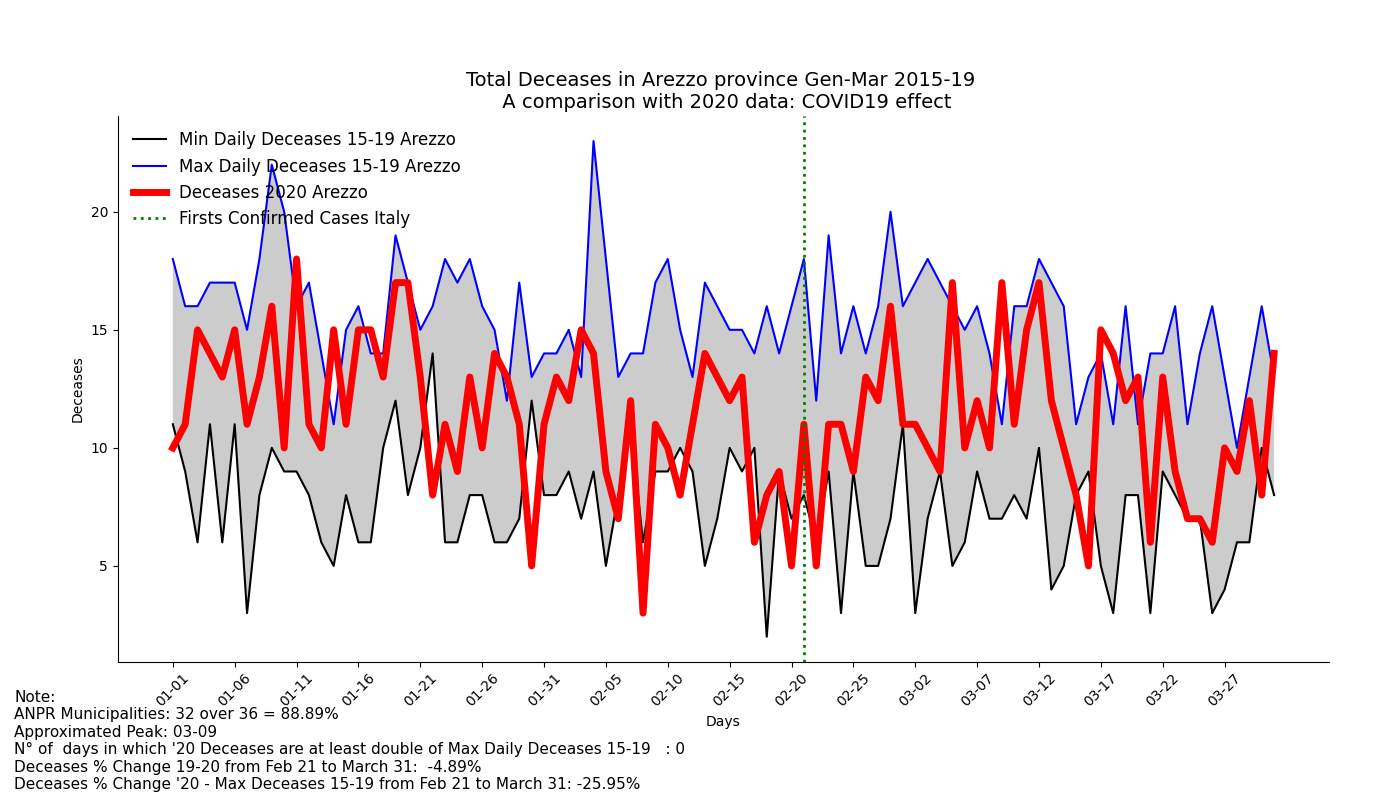 Total Deceases in Arezzo province Gen-Mar 2015-19
A comparison with 2020 data: COVID19 effect
Min Daily Deceases 15-19 Arezzo
Max Daily Deceases 15-19 Arezzo
Deceases 2020 Arezzo
Firsts Confirmed Cases Italy
Deceases
20
15
10
5
01-01
01-06
01-11
01-16
01-21
01-26
01-31
02-05
02-10
02-15
02-20
02-25
03-02
03-07
03-12
03-17
03-22
03-27
Days
Note:
ANPR Municipalities: 32 over 36 = 88.89%
Approximated Peak: 03-09
N° of  days in which '20 Deceases are at least double of Max Daily Deceases 15-19   : 0
Deceases % Change 19-20 from Feb 21 to March 31:  -4.89%
Deceases % Change '20 - Max Deceases 15-19 from Feb 21 to March 31: -25.95%